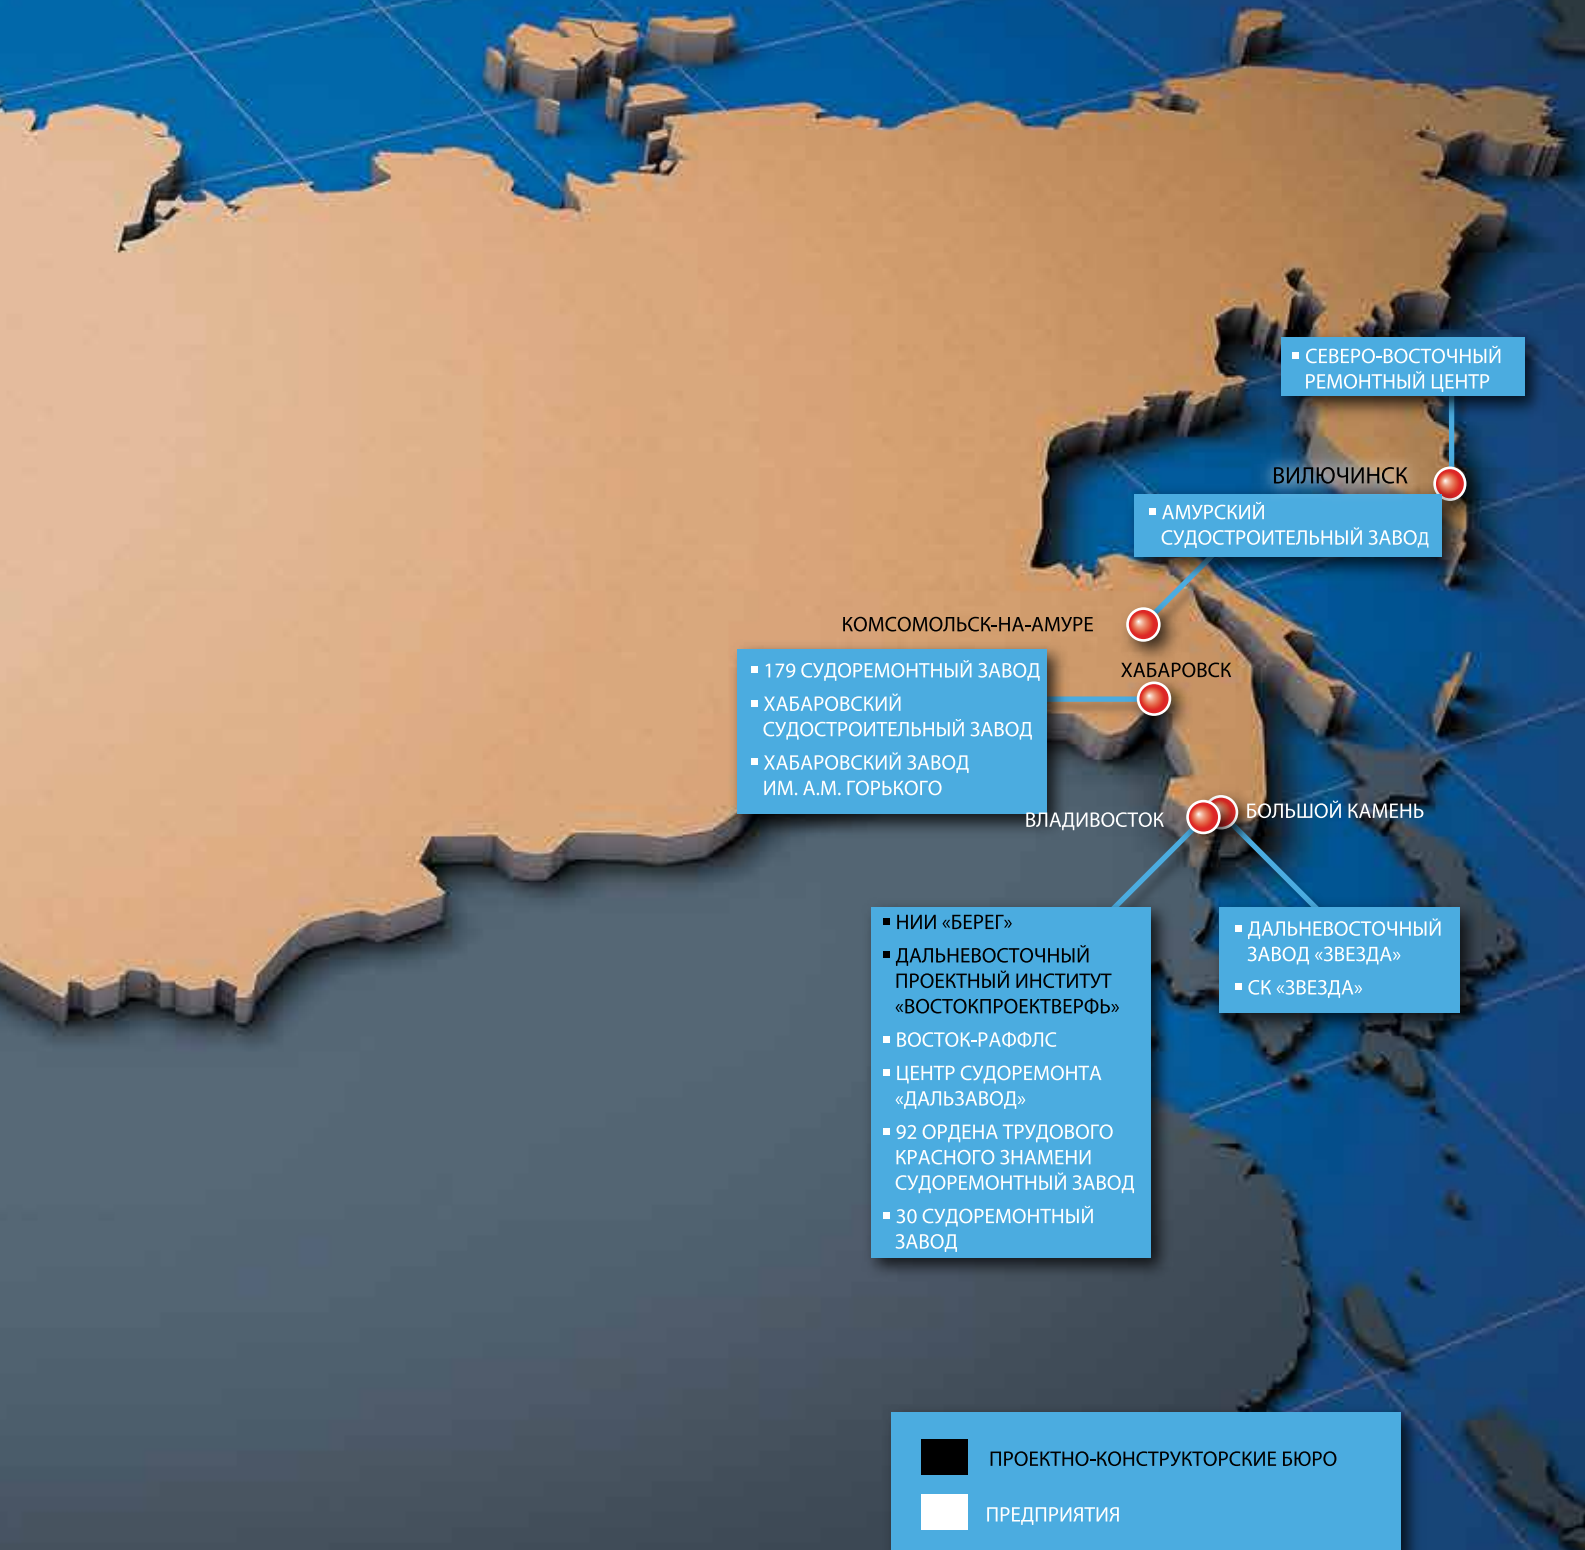 СЕВЕРО-ВОСТОЧНЫЙ
РЕМОНТНЫЙ ЦЕНТР
ВИЛЮЧИНСК
АМУРСКИЙ
СУДОСТРОИТЕЛЬНЫЙ ЗАВОД
КОМСОМОЛЬСК-НА-АМУРЕ
ХАБАРОВСК
179 СУДОРЕМОНТНЫЙ ЗАВОД
ХАБАРОВСКИЙ
СУДОСТРОИТЕЛЬНЫЙ ЗАВОД
ХАБАРОВСКИЙ ЗАВОД
ИМ. А.М. ГОРЬКОГО
ВЛАДИВОСТОК
БОЛЬШОЙ КАМЕНЬ
НИИ «БЕРЕГ»
ДАЛЬНЕВОСТОЧНЫЙ
ПРОЕКТНЫЙ ИНСТИТУТ
«ВОСТОКПРОЕКТВЕРФЬ»
ВОСТОК-РАФФЛС
ЦЕНТР СУДОРЕМОНТА
«ДАЛЬЗАВОД»
92 ОРДЕНА ТРУДОВОГО
КРАСНОГО ЗНАМЕНИ
СУДОРЕМОНТНЫЙ ЗАВОД
30 СУДОРЕМОНТНЫЙ
ЗАВОД
ДАЛЬНЕВОСТОЧНЫЙ
ЗАВОД «ЗВЕЗДА»
СК «ЗВЕЗДА»
ПРОЕКТНО-КОНСТРУКТОРСКИЕ БЮРО
ПРЕДПРИЯТИЯ